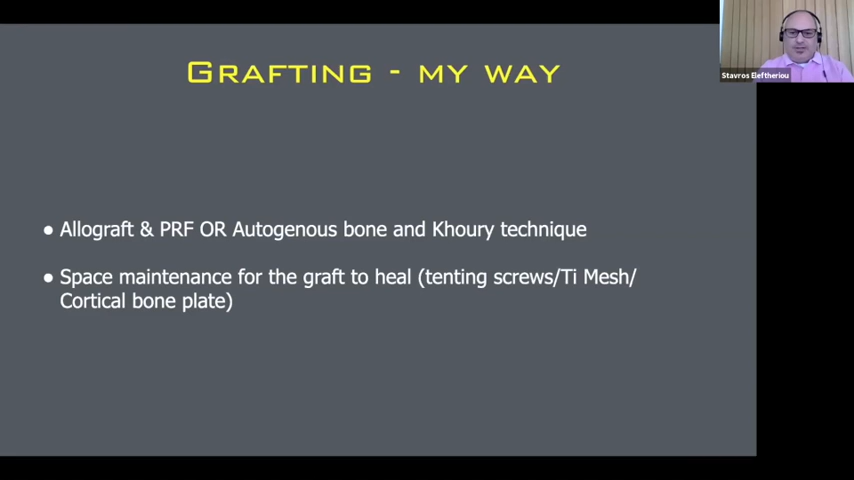 GRAFTING - MY WAY
Stavros Eleftheriou
● Allograft & PRF OR Autogenous bone and Khoury technique
● Space maintenance for the graft to heal (tenting screws/Ti Mesh/
Cortical bone plate)